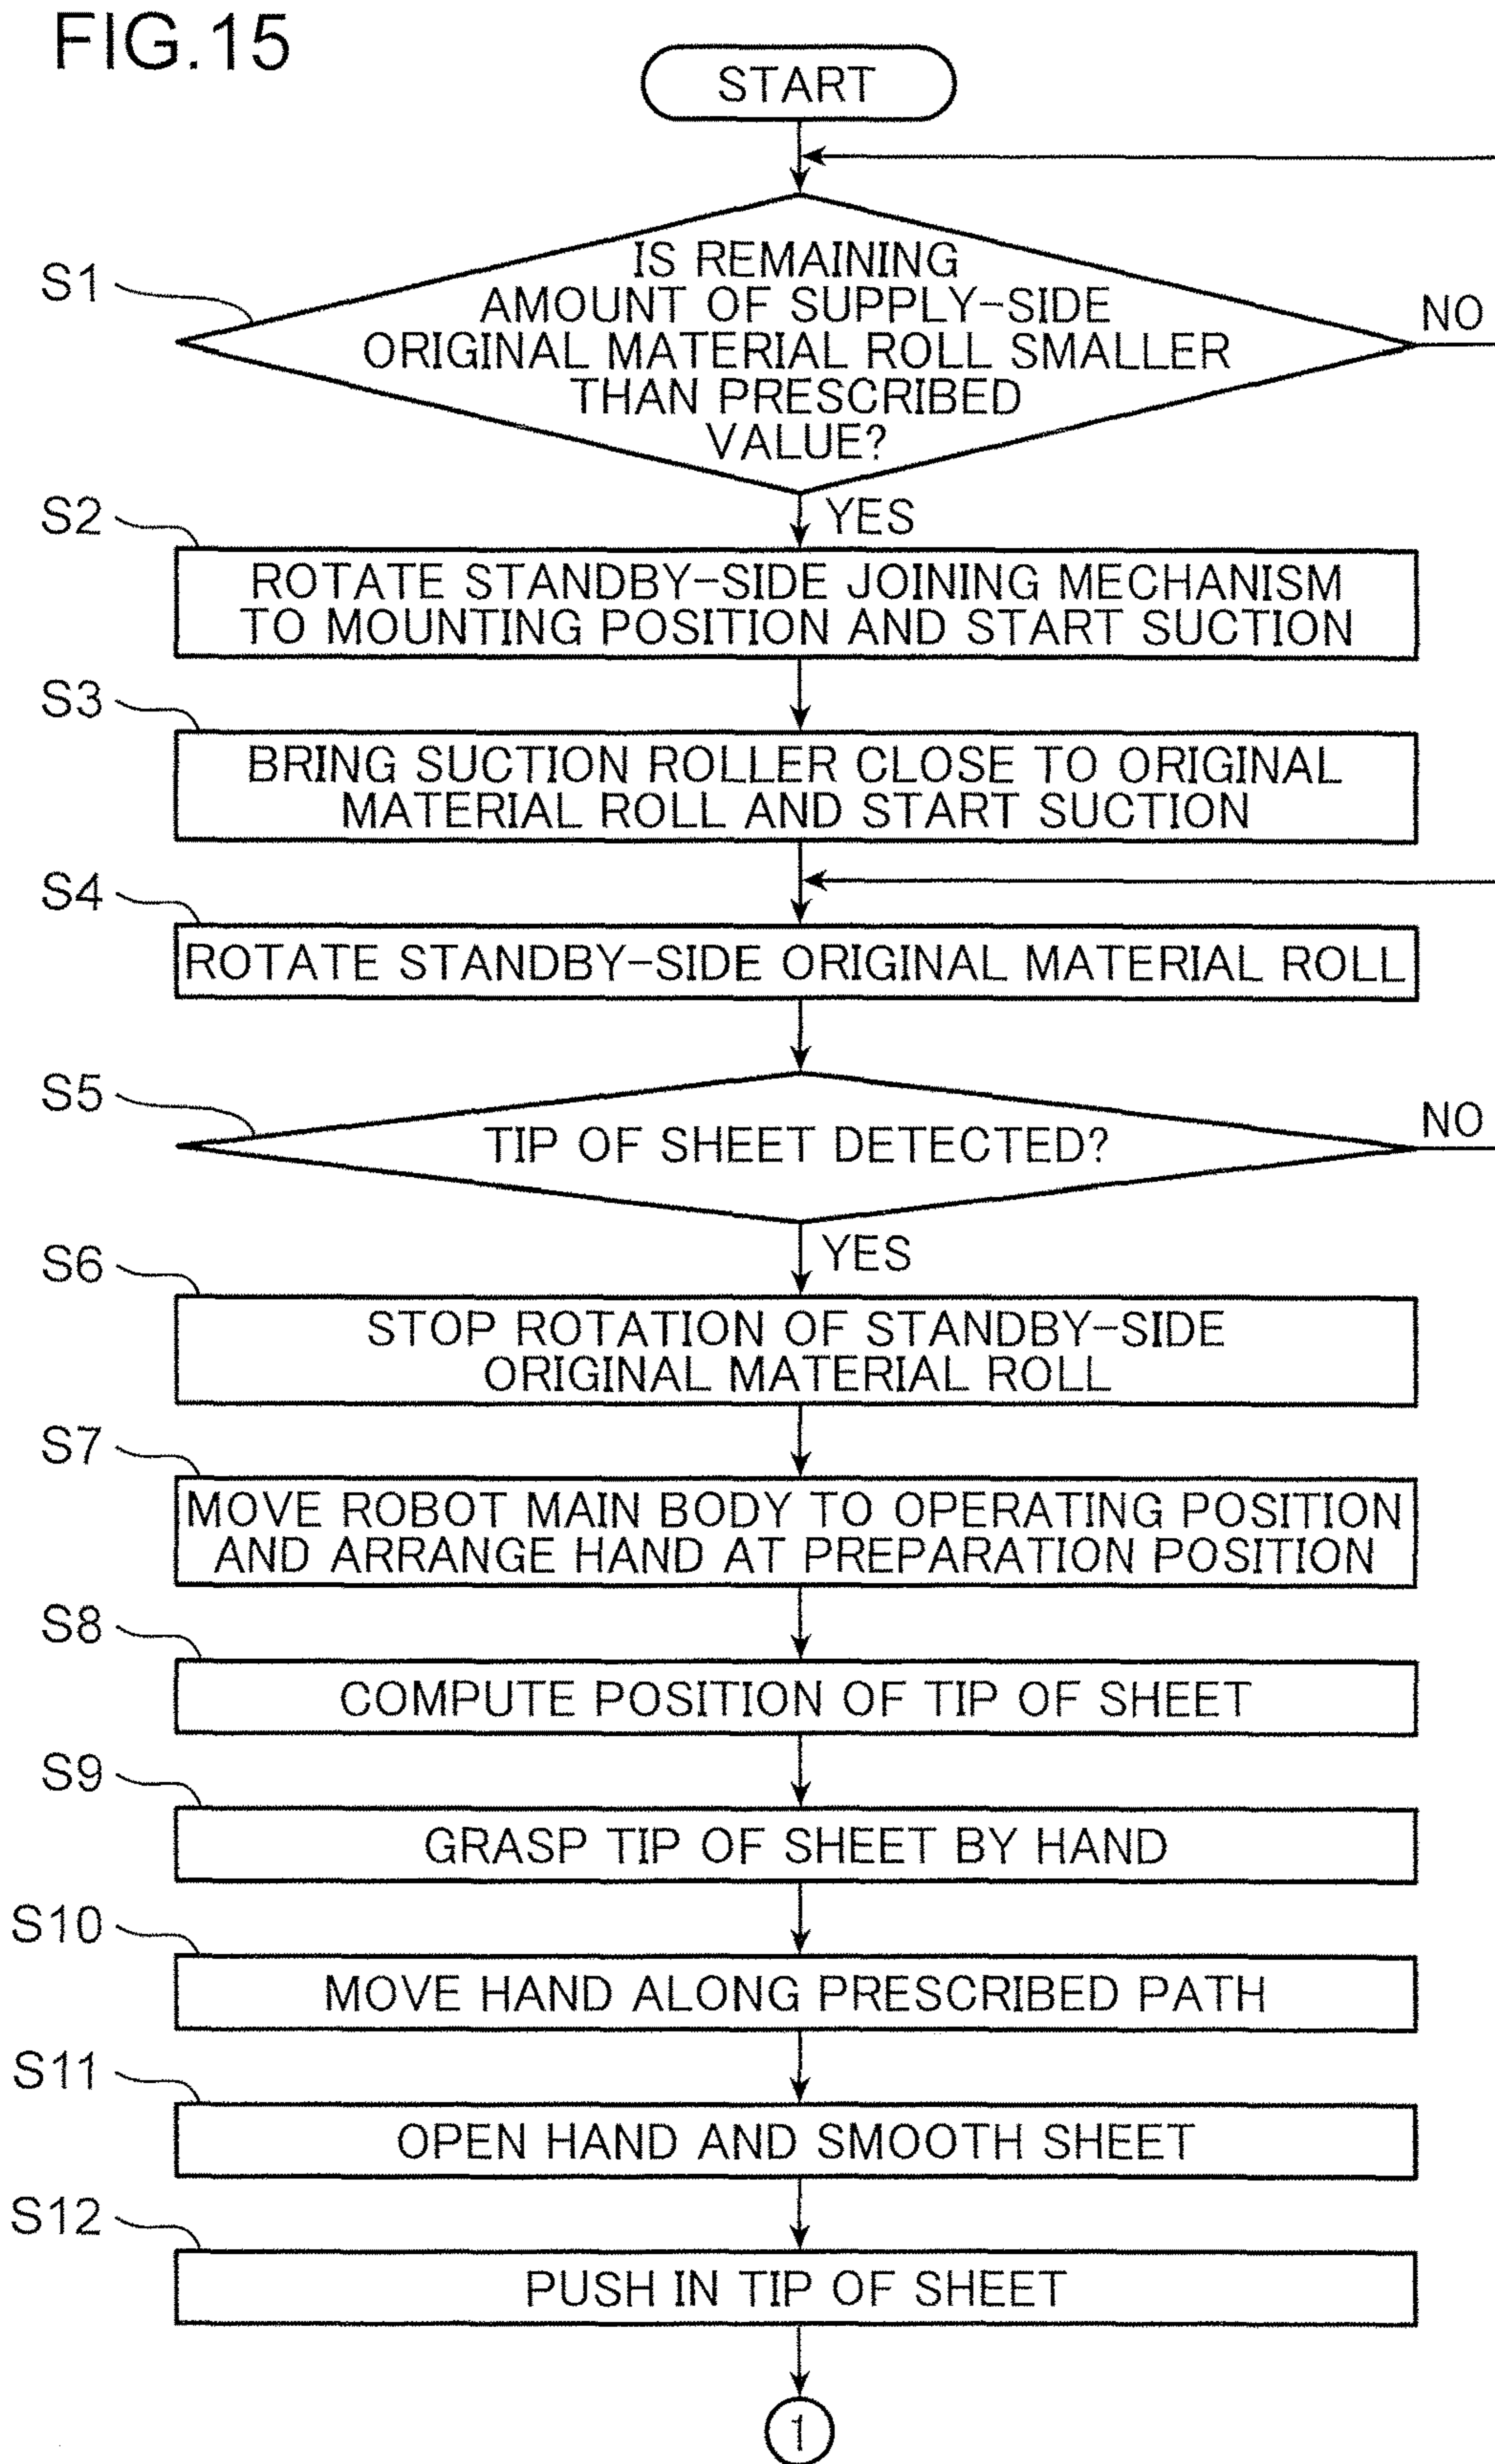 FIG.15
START
S1
IS REMAINING
AMOUNT OF SUPPLY-SIDE
ORIGINAL MATERIAL ROLL SMALLER
THAN PRESCRIBED
VALUE?
NO
YES
S2
ROTATE STANDBY-SIDE JOINING MECHANISM
TO MOUNTING POSITION AND START SUCTION
S3
BRING SUCTION ROLLER CLOSE TO ORIGINAL
MATERIAL ROLL AND START SUCTION
S4
ROTATE STANDBY-SIDE ORIGINAL MATERIAL ROLL
S5
TIP OF SHEET DETECTED?
NO
YES
S6
STOP ROTATION OF STANDBY-SIDE
ORIGINAL MATERIAL ROLL
S7
MOVE ROBOT MAIN BODY TO OPERATING POSITION
AND ARRANGE HAND AT PREPARATION POSITION
S8
COMPUTE POSITION OF TIP OF SHEET
S9
GRASP TIP OF SHEET BY HAND
S10
MOVE HAND ALONG PRESCRIBED PATH
S11
OPEN HAND AND SMOOTH SHEET
S12
PUSH IN TIP OF SHEET
1